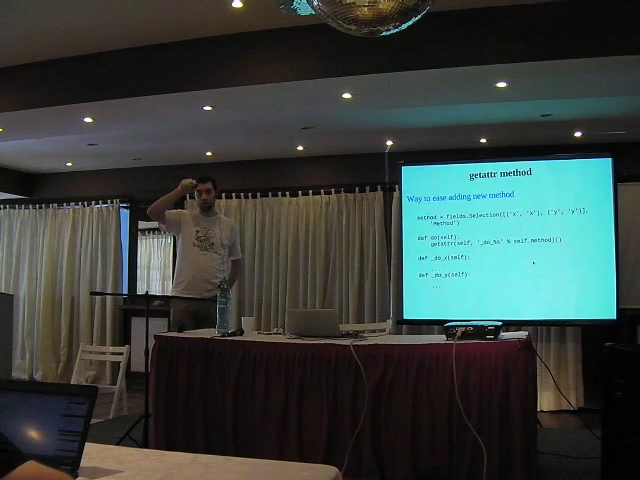 getattr method
Way to ease adding new method
method = fields.Selection([('x', 'x'), ('y', 'y')],
'Method')
def do(self):
getattr(self, '_do_%s' % self.method)()
def _do_x(self):
...
def _do_y(self):
...